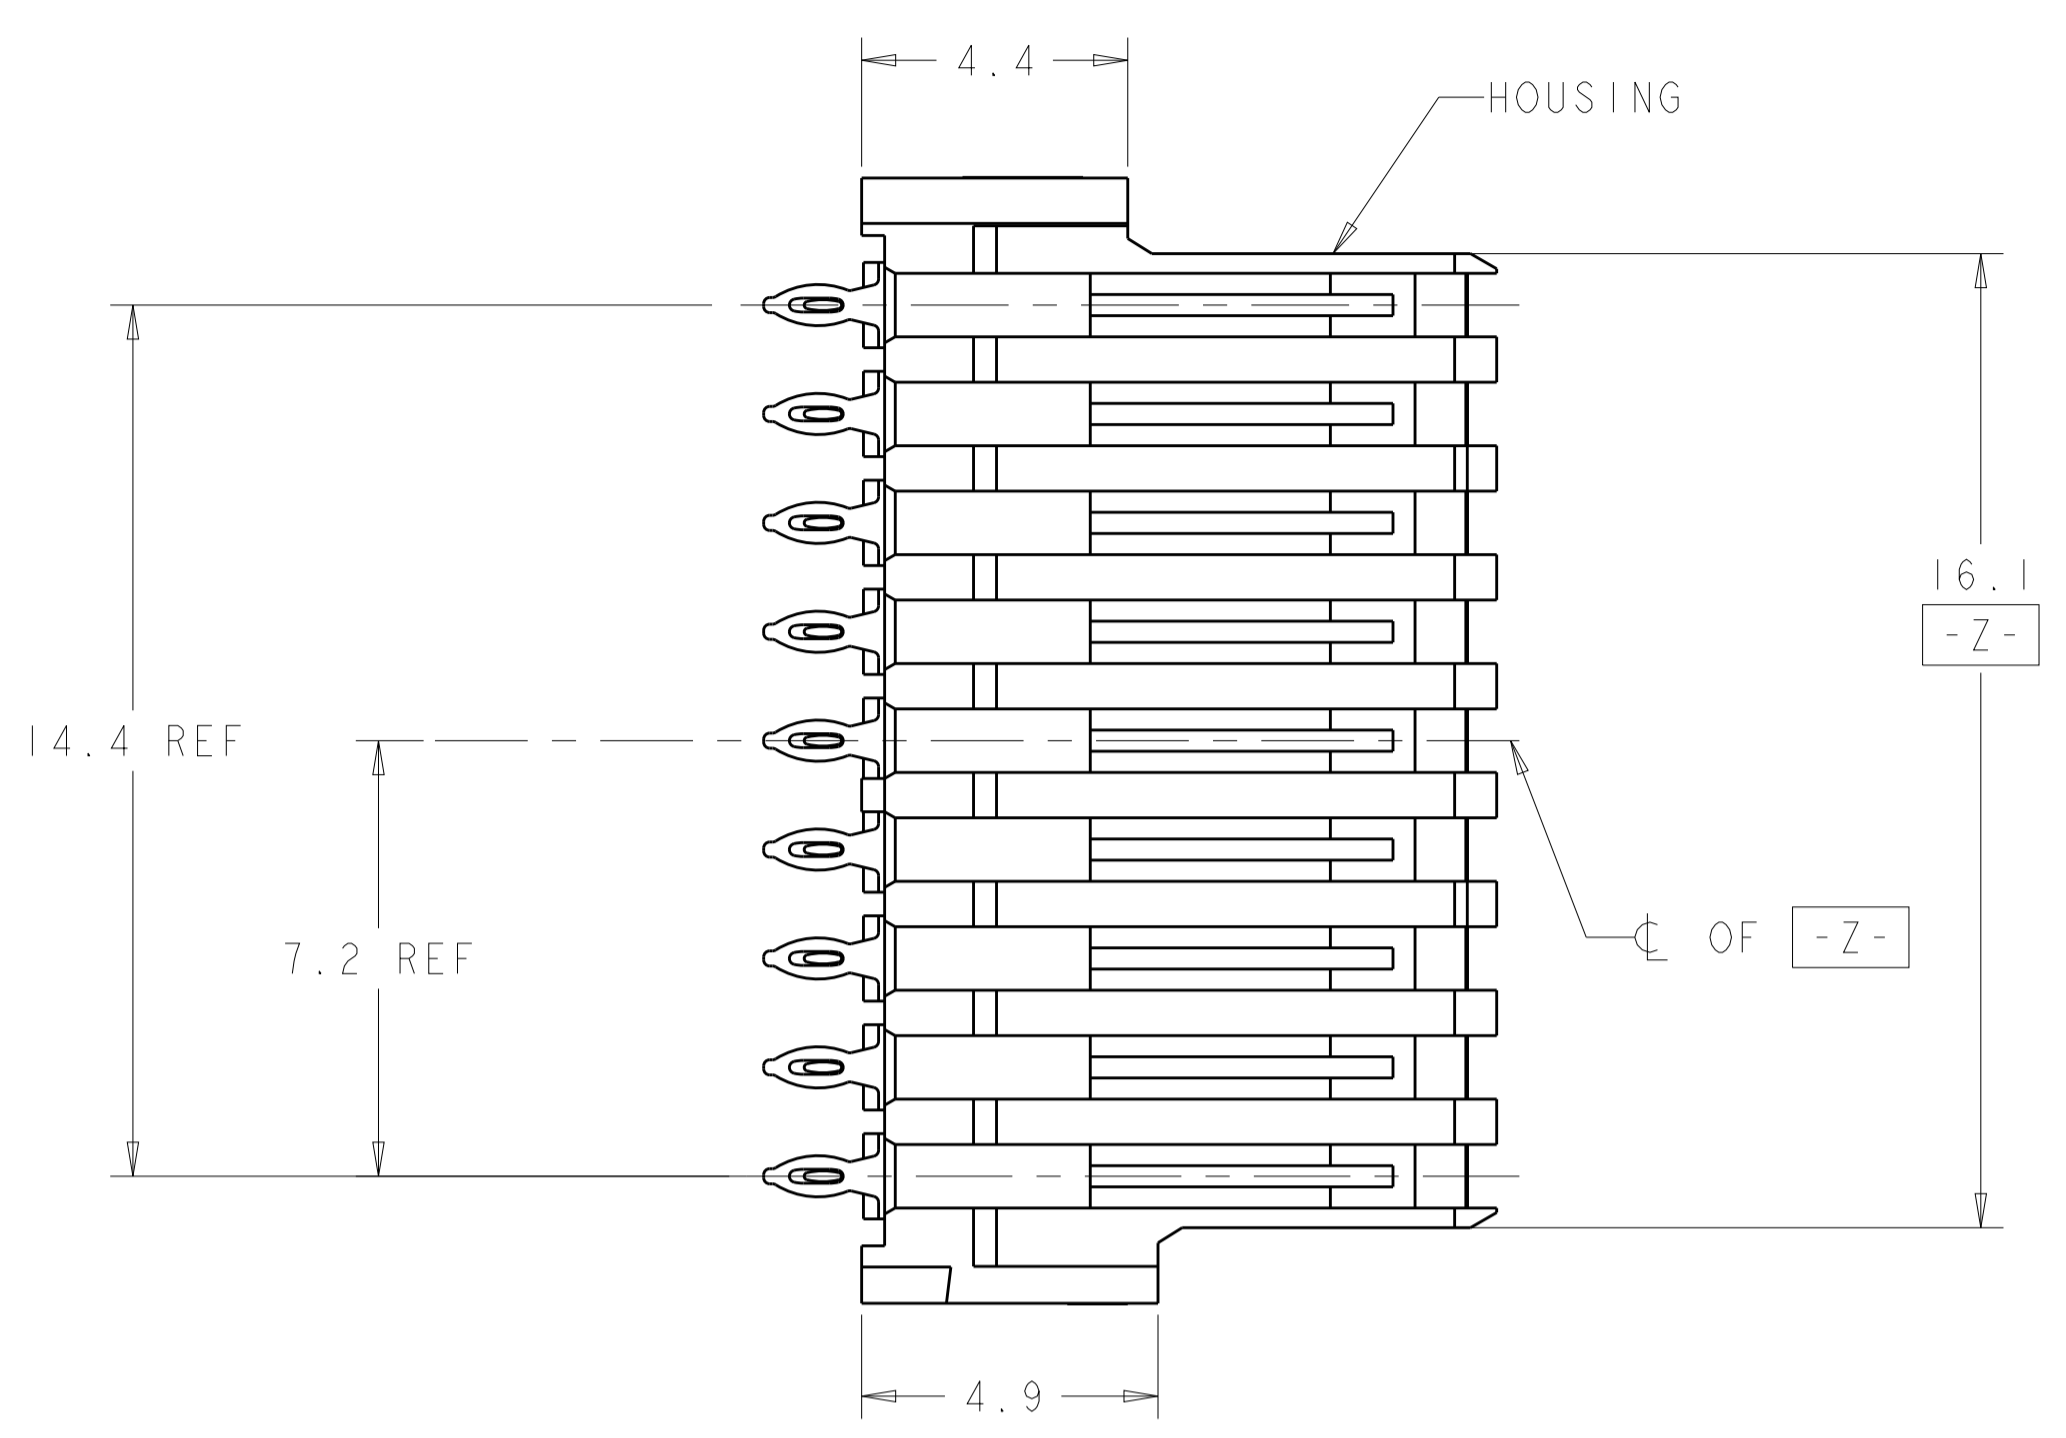 4.4
HOUSING
16.1
-Z-
14.4 REF
7.2 REF
℄ OF -Z-
4.9